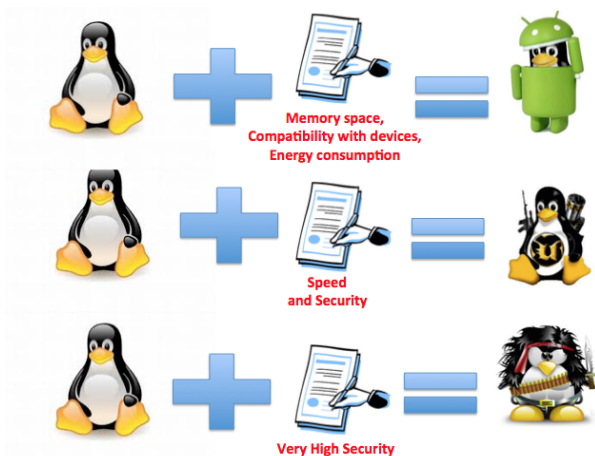 Memory space,
Compatibility with devices,
Energy consumption
Speed
and Security
Very High Security